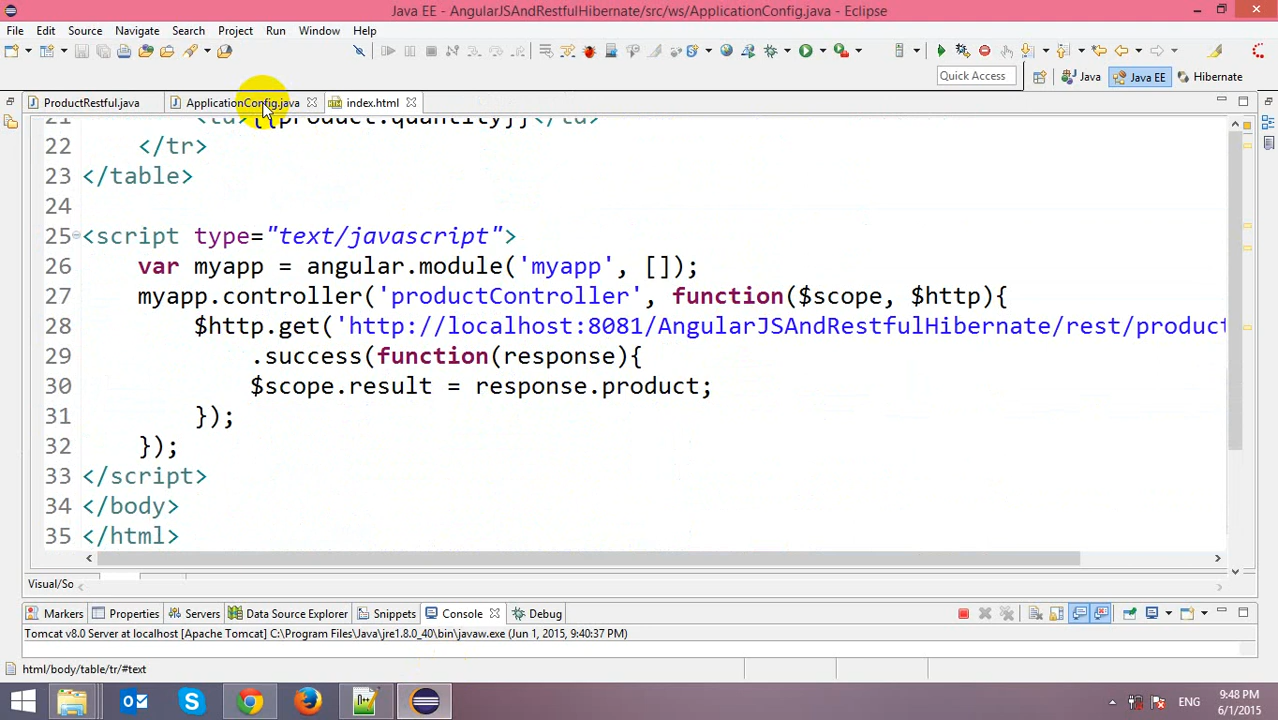 Java EE - AngularJSAndRestfulHibernate/src/ws/ApplicationConfig.java - Eclipse
File Edit Source Navigate Search Project Run Window Help
Quick Access Java Java EE Hibernate
ProductRestful.java ApplicationConfig.java index.html
21 <td>{{product.quantity}}</td>
22 </tr>
23 </table>
24
25 <script type="text/javascript">
26 var myapp = angular.module('myapp', []);
27 myapp.controller('productController', function($scope, $http){
28 $http.get('http://localhost:8081/AngularJSAndRestfulHibernate/rest/product
29 .success(function(response){
30 $scope.result = response.product;
31 });
32 });
33 </script>
34 </body>
35 </html>
Visual/So
Markers Properties Servers Data Source Explorer Snippets Console Debug
Tomcat v8.0 Server at localhost [Apache Tomcat] C:\Program Files\Java\jre1.8.0_40\bin\javaw.exe (Jun 1, 2015, 9:40:37 PM)
html/body/table/tr/#text
ENG
9:48 PM
6/1/2015